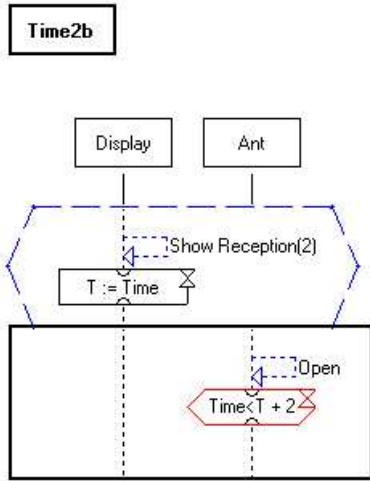 Time2b
Display
Ant
Show Reception(2)
T := Time
Open
Time<T + 2